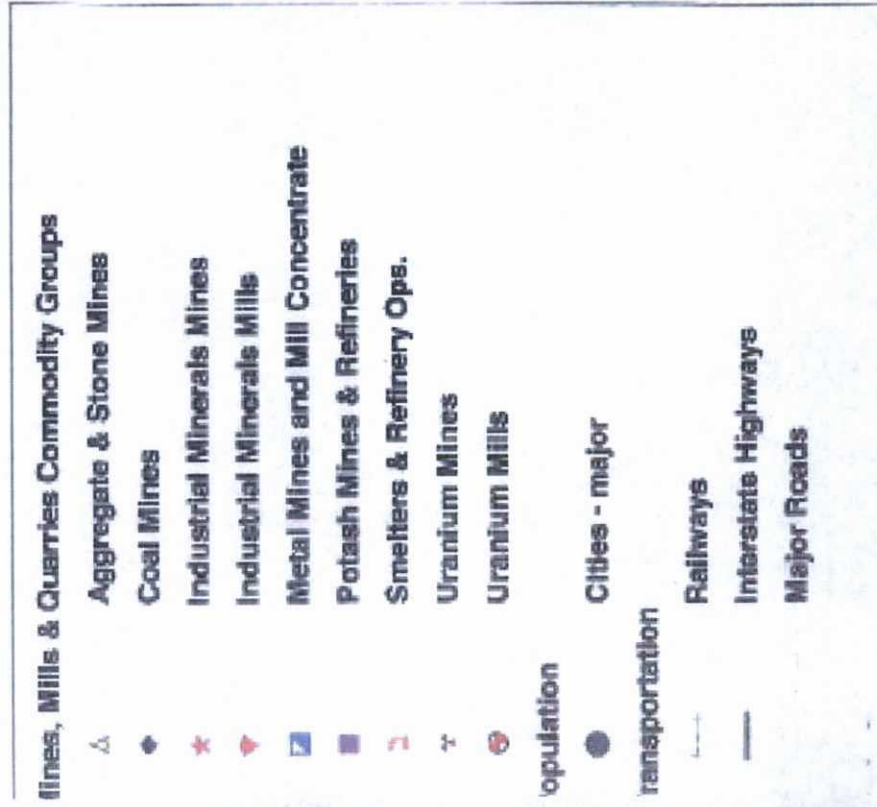 lines, Mills & Quarries Commodity Groups
Aggregate & Stone Mines
Coal Mines
Industrial Minerals Mines
Industrial Minerals Mills
Metal Mines and Mill Concentrate
Potash Mines & Refineries
Smelters & Refinery Ops.
Uranium Mines
Uranium Mills
opulation
Cities - major
ransportation
Railways
Interstate Highways
Major Roads